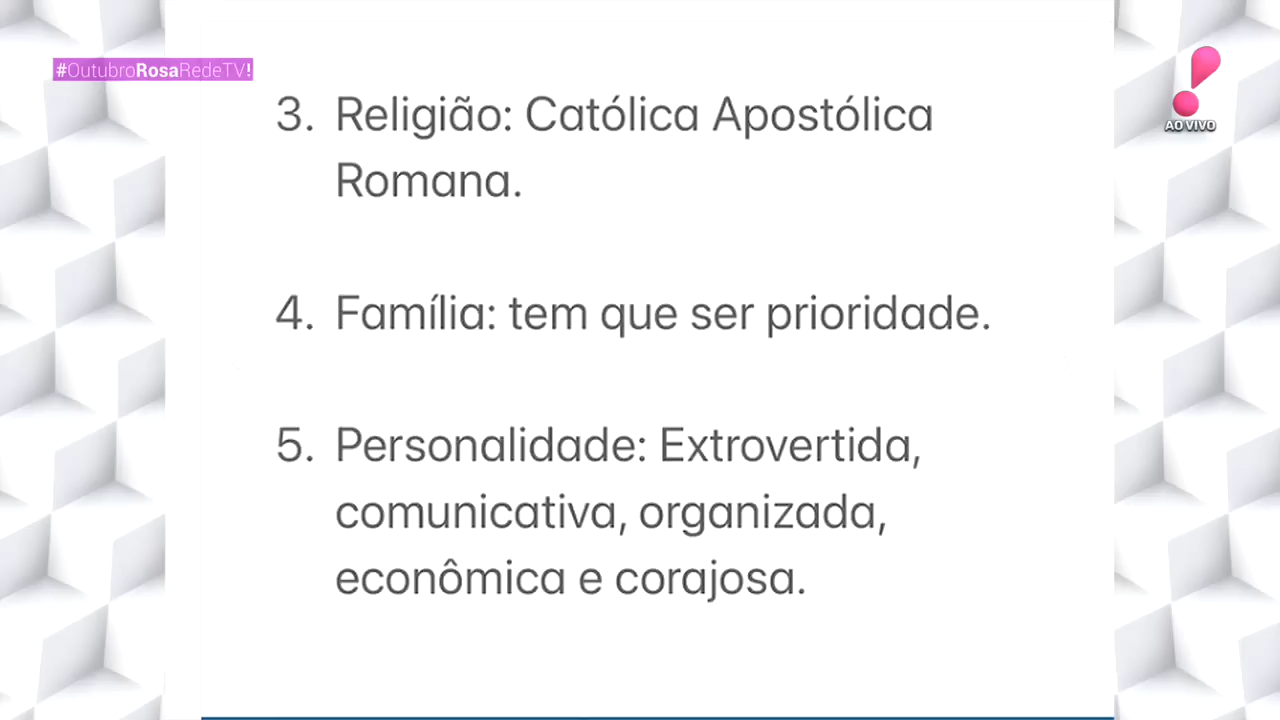 #OutubroRosaRedeTV!
AO VIVO
3. Religião: Católica Apostólica
Romana.
4. Família: tem que ser prioridade.
5. Personalidade: Extrovertida,
comunicativa, organizada,
econômica e corajosa.